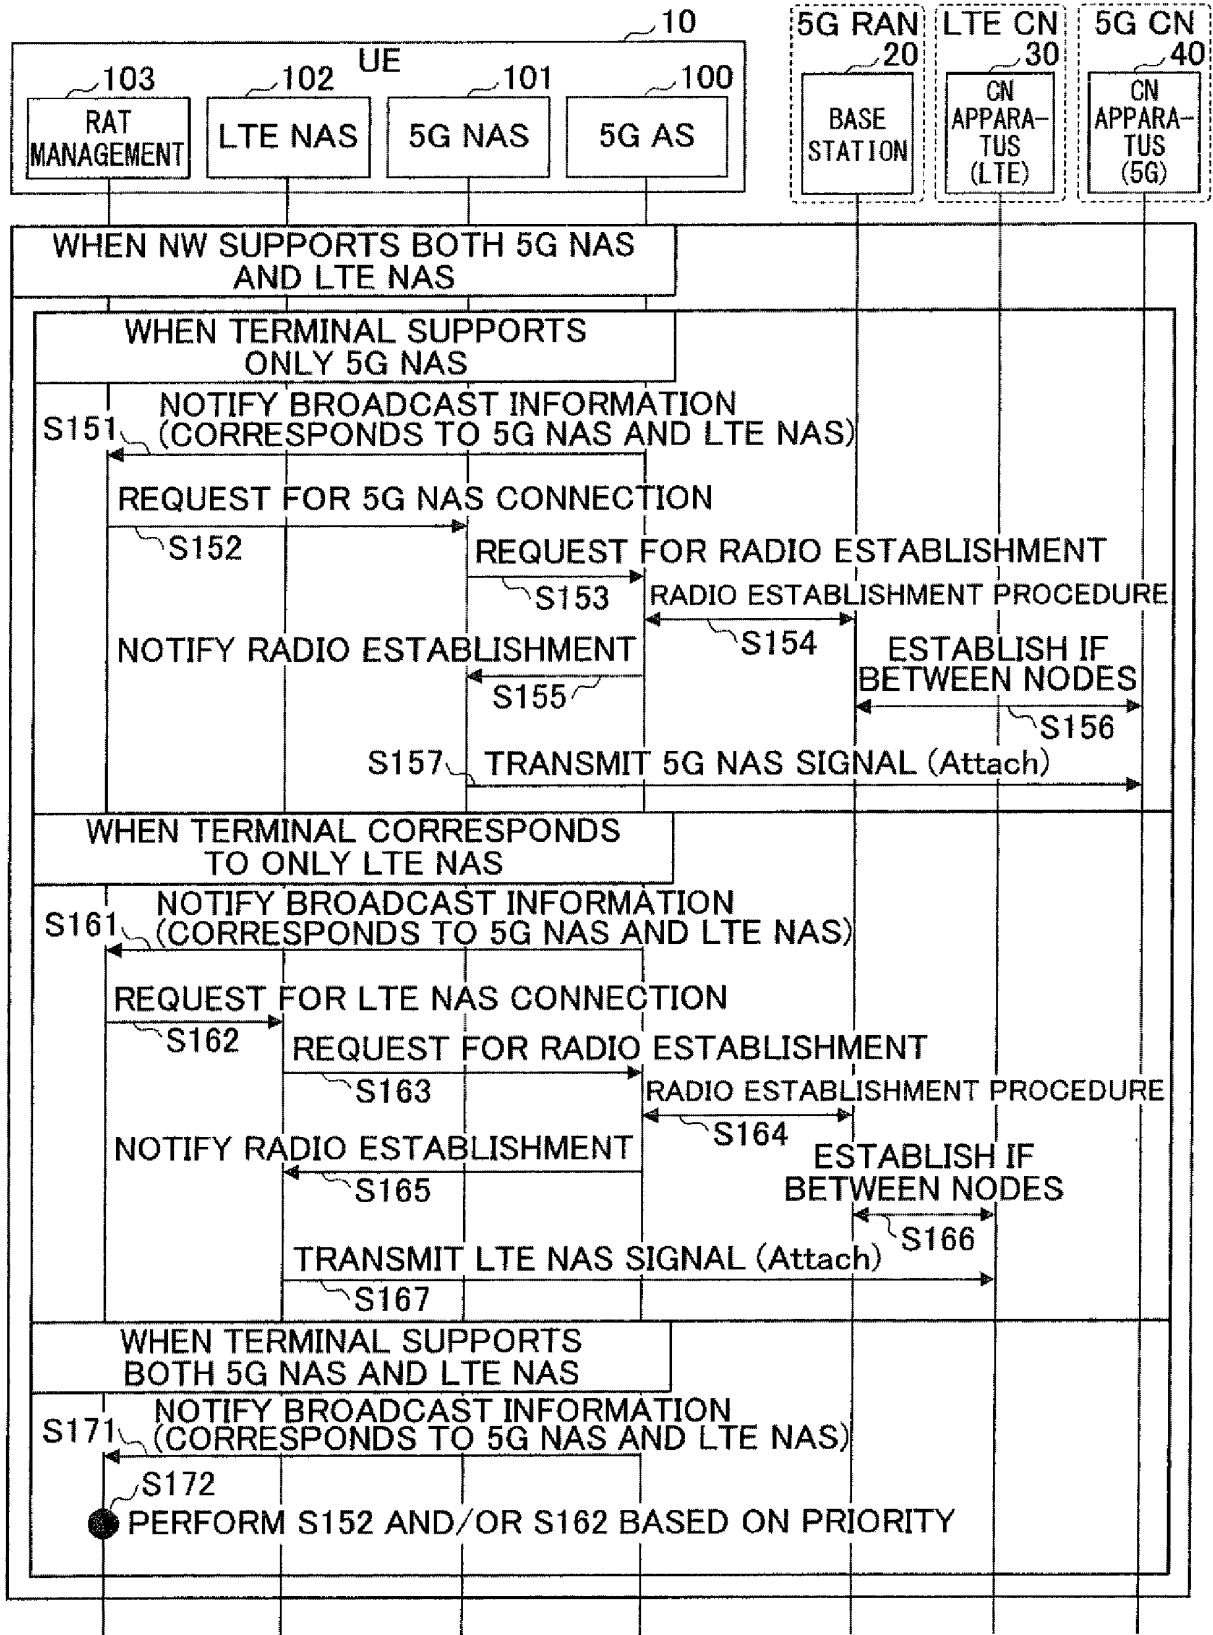 10
5G RAN
LTE CN
5G CN
UE
20
30
40
103
102
101
100
RAT
MANAGEMENT
LTE NAS
5G NAS
5G AS
BASE
STATION
CN
APPARA-
TUS
(LTE)
CN
APPARA-
TUS
(5G)
WHEN NW SUPPORTS BOTH 5G NAS
AND LTE NAS
WHEN TERMINAL SUPPORTS
ONLY 5G NAS
NOTIFY BROADCAST INFORMATION
S151
(CORRESPONDS TO 5G NAS AND LTE NAS)
REQUEST FOR 5G NAS CONNECTION
S152
REQUEST FOR RADIO ESTABLISHMENT
S153
RADIO ESTABLISHMENT PROCEDURE
S154
NOTIFY RADIO ESTABLISHMENT
S155
ESTABLISH IF
BETWEEN NODES
S156
S157
TRANSMIT 5G NAS SIGNAL (Attach)
WHEN TERMINAL CORRESPONDS
TO ONLY LTE NAS
NOTIFY BROADCAST INFORMATION
S161
(CORRESPONDS TO 5G NAS AND LTE NAS)
REQUEST FOR LTE NAS CONNECTION
S162
REQUEST FOR RADIO ESTABLISHMENT
S163
RADIO ESTABLISHMENT PROCEDURE
S164
NOTIFY RADIO ESTABLISHMENT
S165
ESTABLISH IF
BETWEEN NODES
S166
TRANSMIT LTE NAS SIGNAL (Attach)
S167
WHEN TERMINAL SUPPORTS
BOTH 5G NAS AND LTE NAS
NOTIFY BROADCAST INFORMATION
S171
(CORRESPONDS TO 5G NAS AND LTE NAS)
S172
PERFORM S152 AND/OR S162 BASED ON PRIORITY